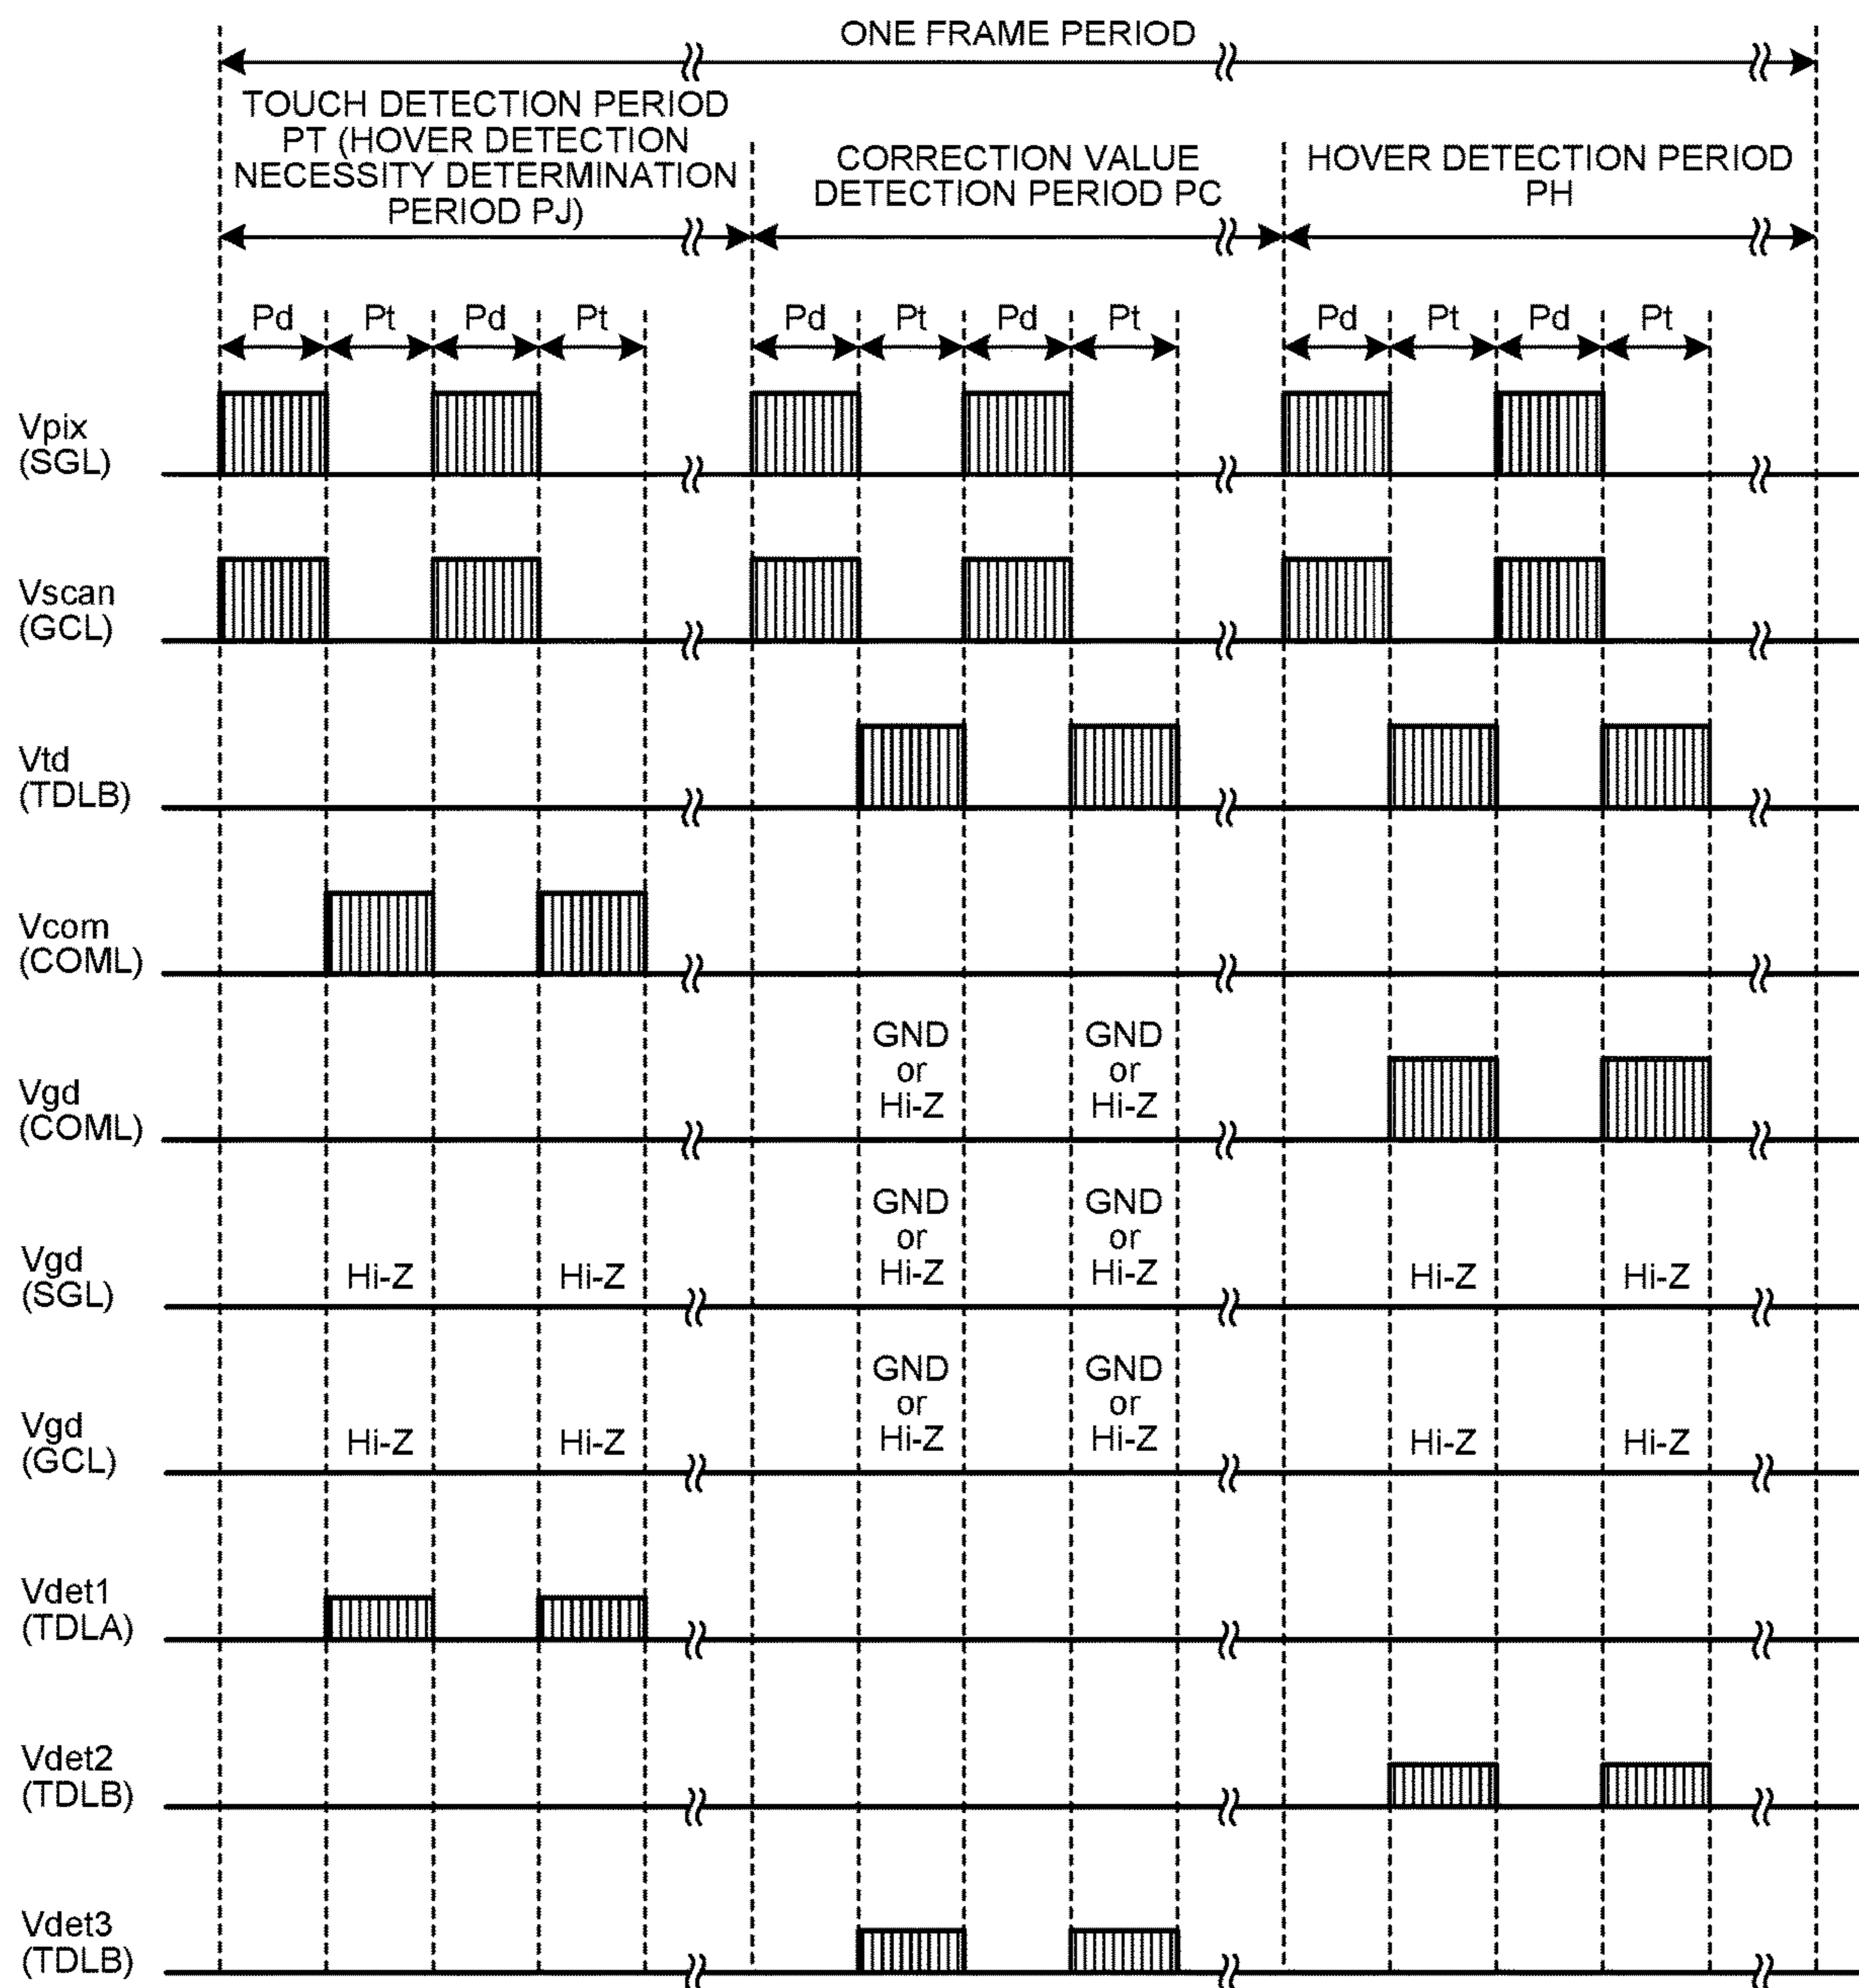 ONE FRAME PERIOD
TOUCH DETECTION PERIOD
PT (HOVER DETECTION
NECESSITY DETERMINATION
PERIOD PJ)
CORRECTION VALUE
DETECTION PERIOD PC
HOVER DETECTION PERIOD
PH
Pd Pt Pd Pt Pd Pt Pd Pt Pd Pt Pd Pt
Vpix
(SGL)
Vscan
(GCL)
Vtd
(TDLB)
Vcom
(COML)
GND GND
or or
Hi-Z Hi-Z
Vgd
(COML)
GND GND
or or
Hi-Z Hi-Z
Vgd
(SGL)
Hi-Z Hi-Z Hi-Z Hi-Z
GND GND
or or
Hi-Z Hi-Z
Vgd
(GCL)
Hi-Z Hi-Z Hi-Z Hi-Z
Vdet1
(TDLA)
Vdet2
(TDLB)
Vdet3
(TDLB)